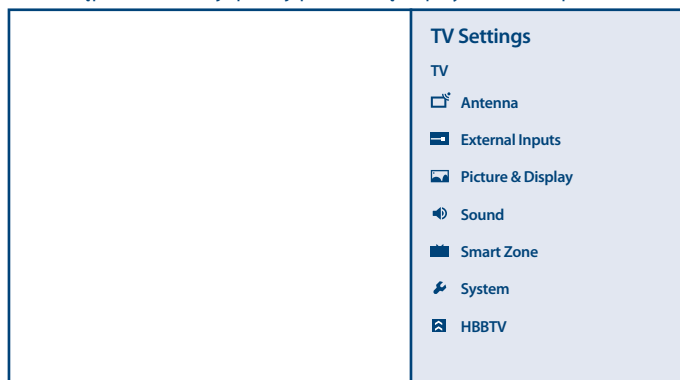 TV Settings
TV
Antenna
External Inputs
Picture & Display
Sound
Smart Zone
System
HBBTV